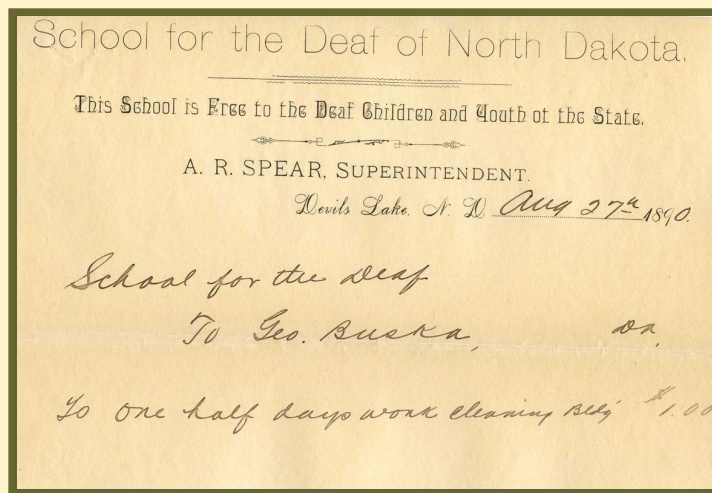 School for the Deaf of North Dakota.
This School is Free to the Deaf Children and Youth of the State.
A. R. SPEAR, SUPERINTENDENT.
Devils Lake, N. D. Aug 27th 1890.
School for the Deaf
To Geo. Buska, Dr.
To one half days work cleaning Bldg $1.00